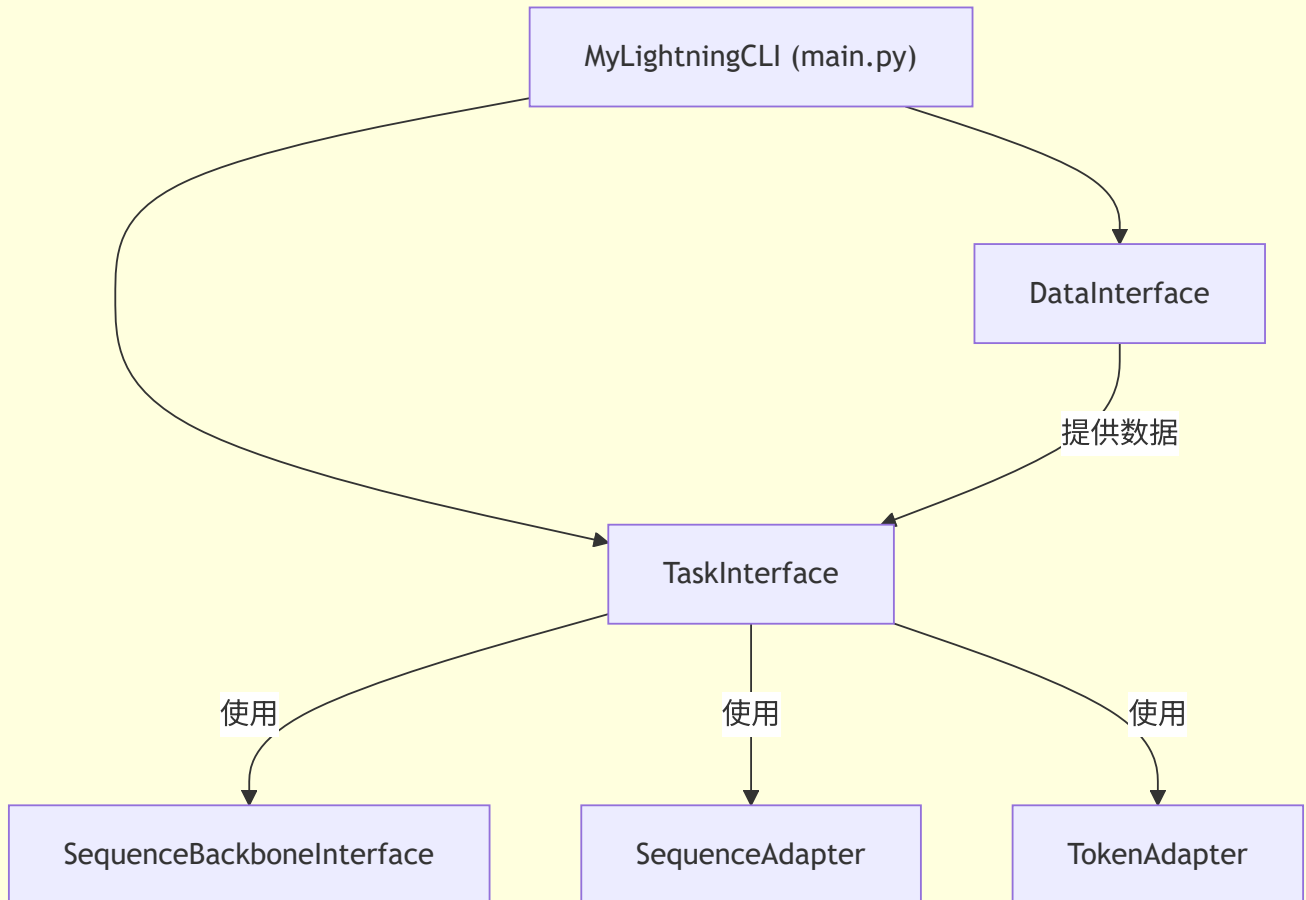 MyLightningCLI (main.py)
DataInterface
提供数据
TaskInterface
使用
使用
使用
SequenceBackboneInterface
SequenceAdapter
TokenAdapter